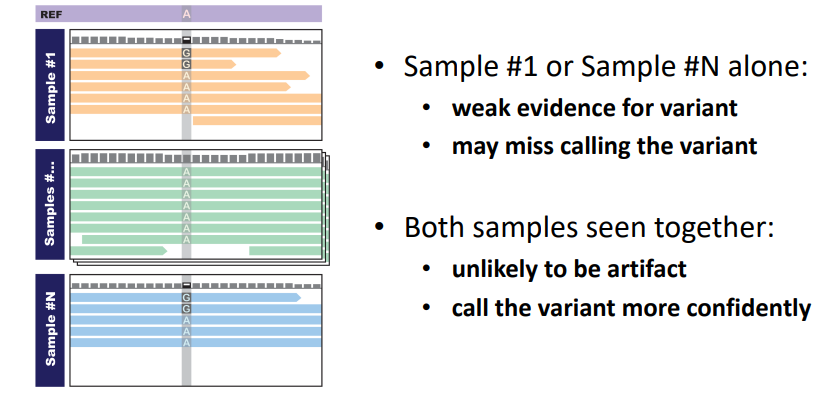 REF A
Sample #1
G
G
A
A
A
A
Samples #...
A
A
A
A
A
A
A
Sample #N
G
G
A
A
A
• Sample #1 or Sample #N alone:
• weak evidence for variant
• may miss calling the variant
• Both samples seen together:
• unlikely to be artifact
• call the variant more confidently